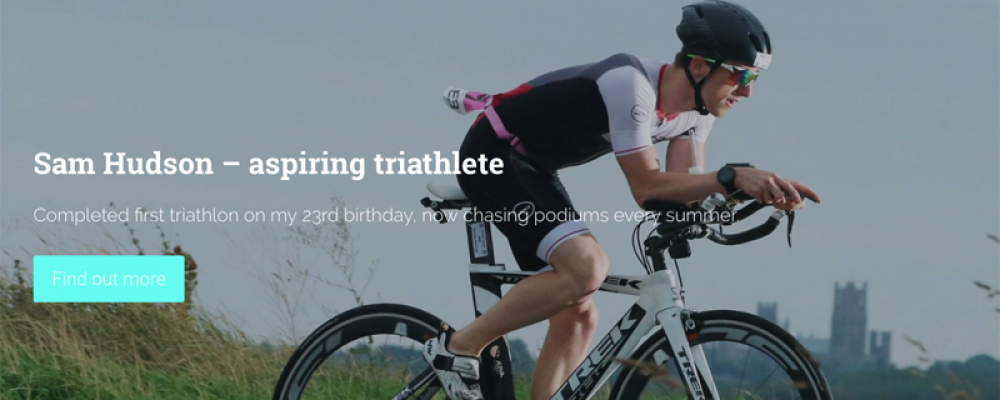 Sam Hudson – aspiring triathlete
Completed first triathlon on my 23rd birthday, now chasing podiums every summer.
Find out more
TREK
TREK
TREK